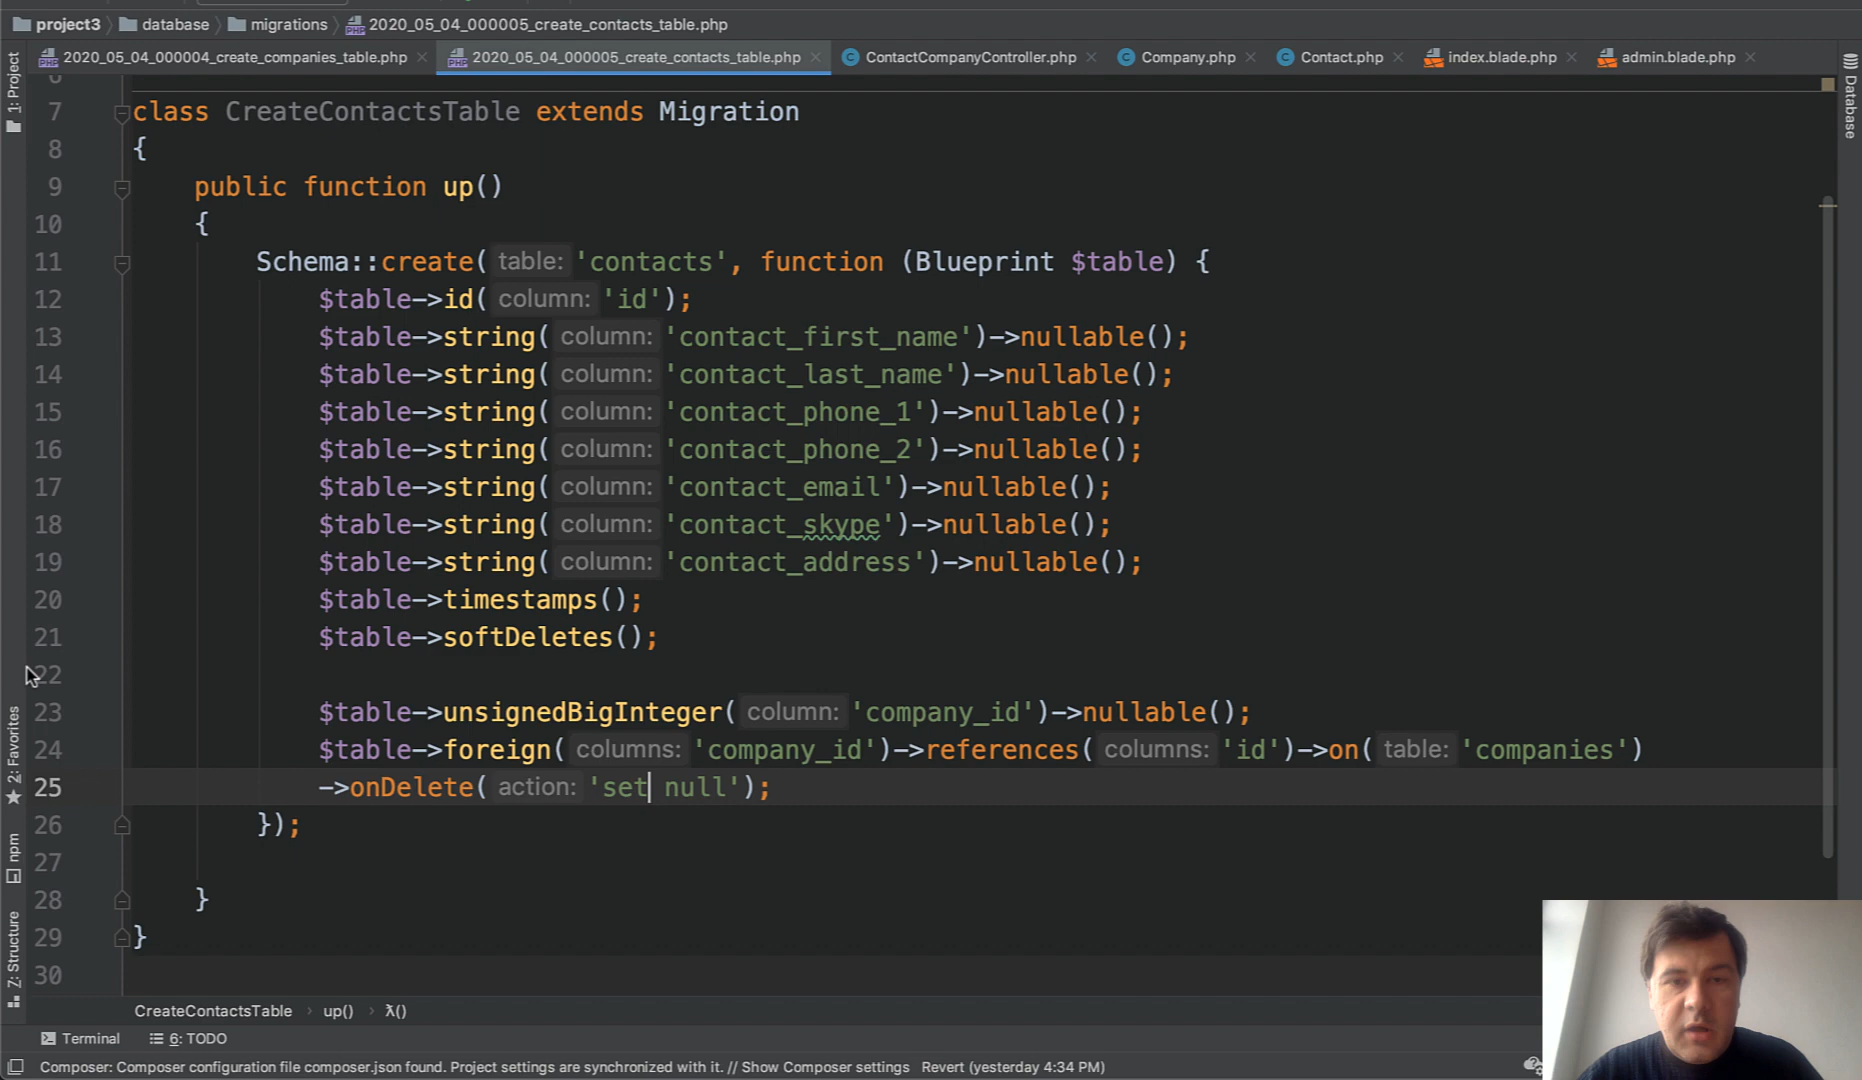 project3 database migrations 2020_05_04_000005_create_contacts_table.php
2020_05_04_000004_create_companies_table.php 2020_05_04_000005_create_contacts_table.php ContactCompanyController.php Company.php Contact.php index.blade.php admin.blade.php
1: Project
Database
6
7 class CreateContactsTable extends Migration
8 {
9 public function up()
10 {
11 Schema::create( table: 'contacts', function (Blueprint $table) {
12 $table->id( column: 'id');
13 $table->string( column: 'contact_first_name')->nullable();
14 $table->string( column: 'contact_last_name')->nullable();
15 $table->string( column: 'contact_phone_1')->nullable();
16 $table->string( column: 'contact_phone_2')->nullable();
17 $table->string( column: 'contact_email')->nullable();
18 $table->string( column: 'contact_skype')->nullable();
19 $table->string( column: 'contact_address')->nullable();
20 $table->timestamps();
21 $table->softDeletes();
22
23 $table->unsignedBigInteger( column: 'company_id')->nullable();
24 $table->foreign( columns: 'company_id')->references( columns: 'id')->on( table: 'companies')
25 ->onDelete( action: 'set null');
26 });
27
28 }
29 }
30
2: Favorites
npm
Z: Structure
CreateContactsTable › up() › λ()
Terminal 6: TODO
Composer: Composer configuration file composer.json found. Project settings are synchronized with it. // Show Composer settings Revert (yesterday 4:34 PM)